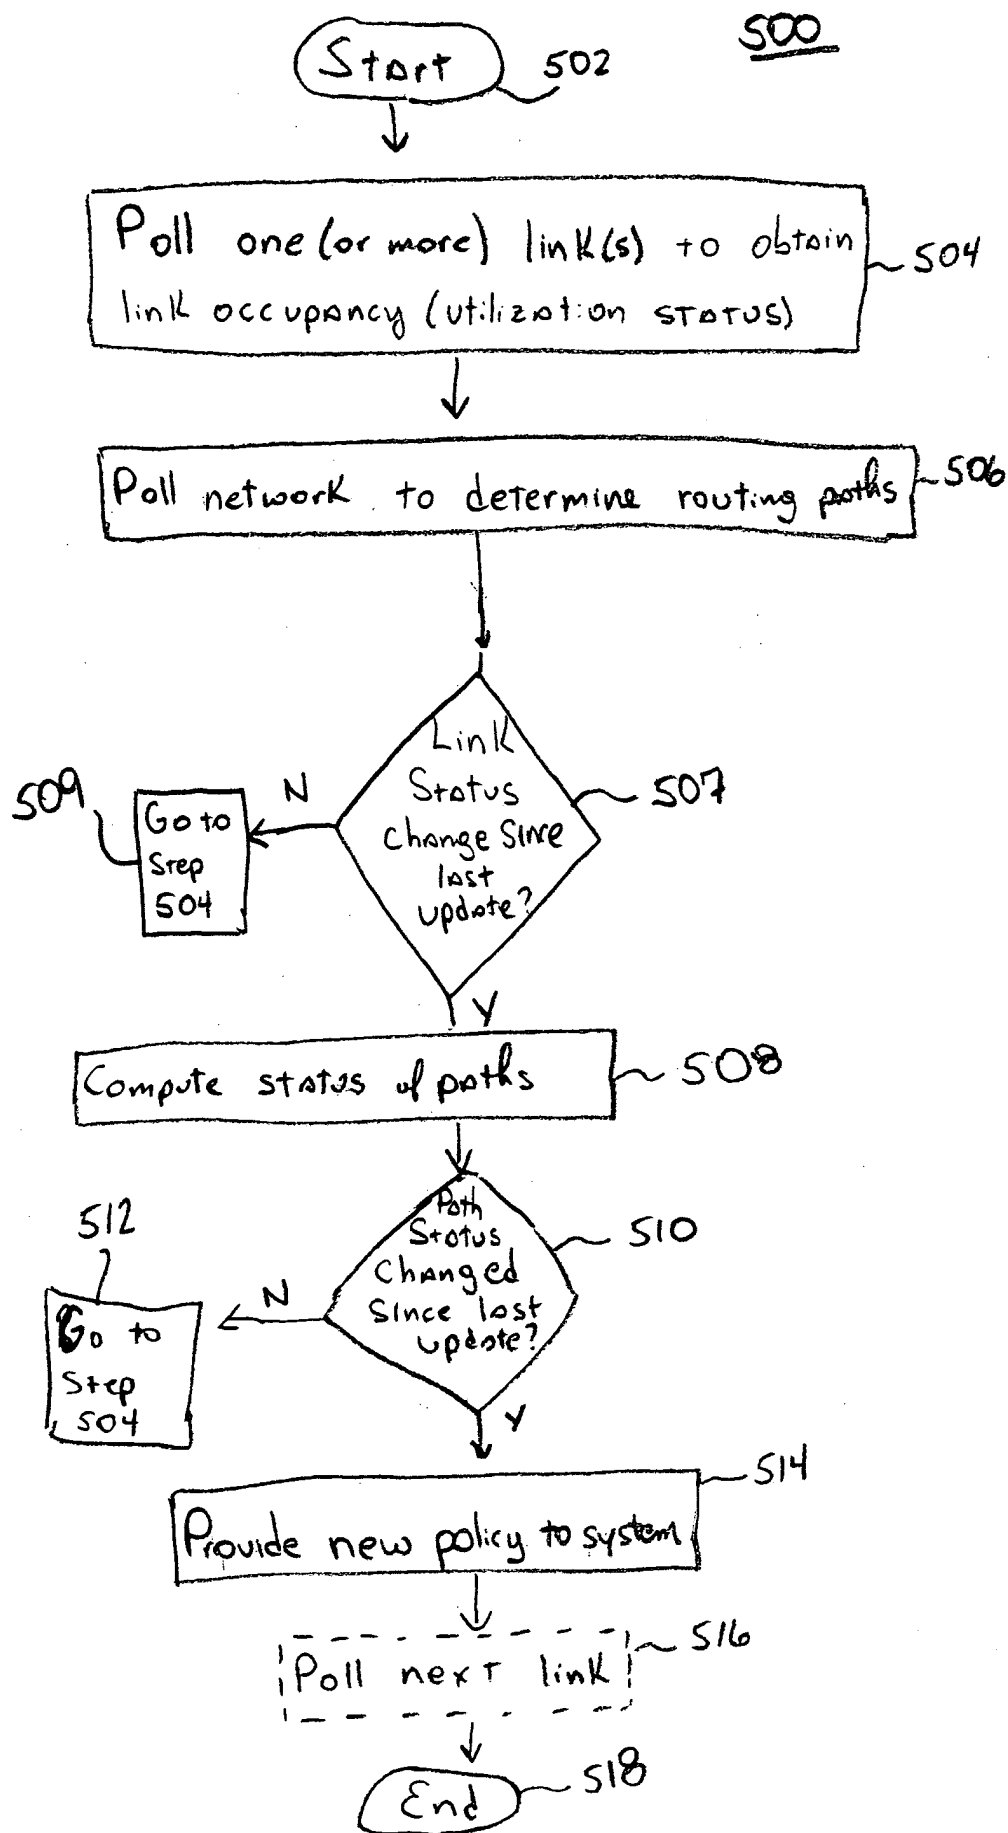 500
Start
502
Poll one (or more) link(s) to obtain
link occupancy (utilization status)
504
Poll network to determine routing paths
506
Link
Status
change since
last
update?
507
N
509
Go to
Step
504
Y
Compute status of paths
508
Path
Status
Changed
Since last
update?
510
N
512
Go to
Step
504
Y
514
Provide new policy to system
516
Poll next link
End
518